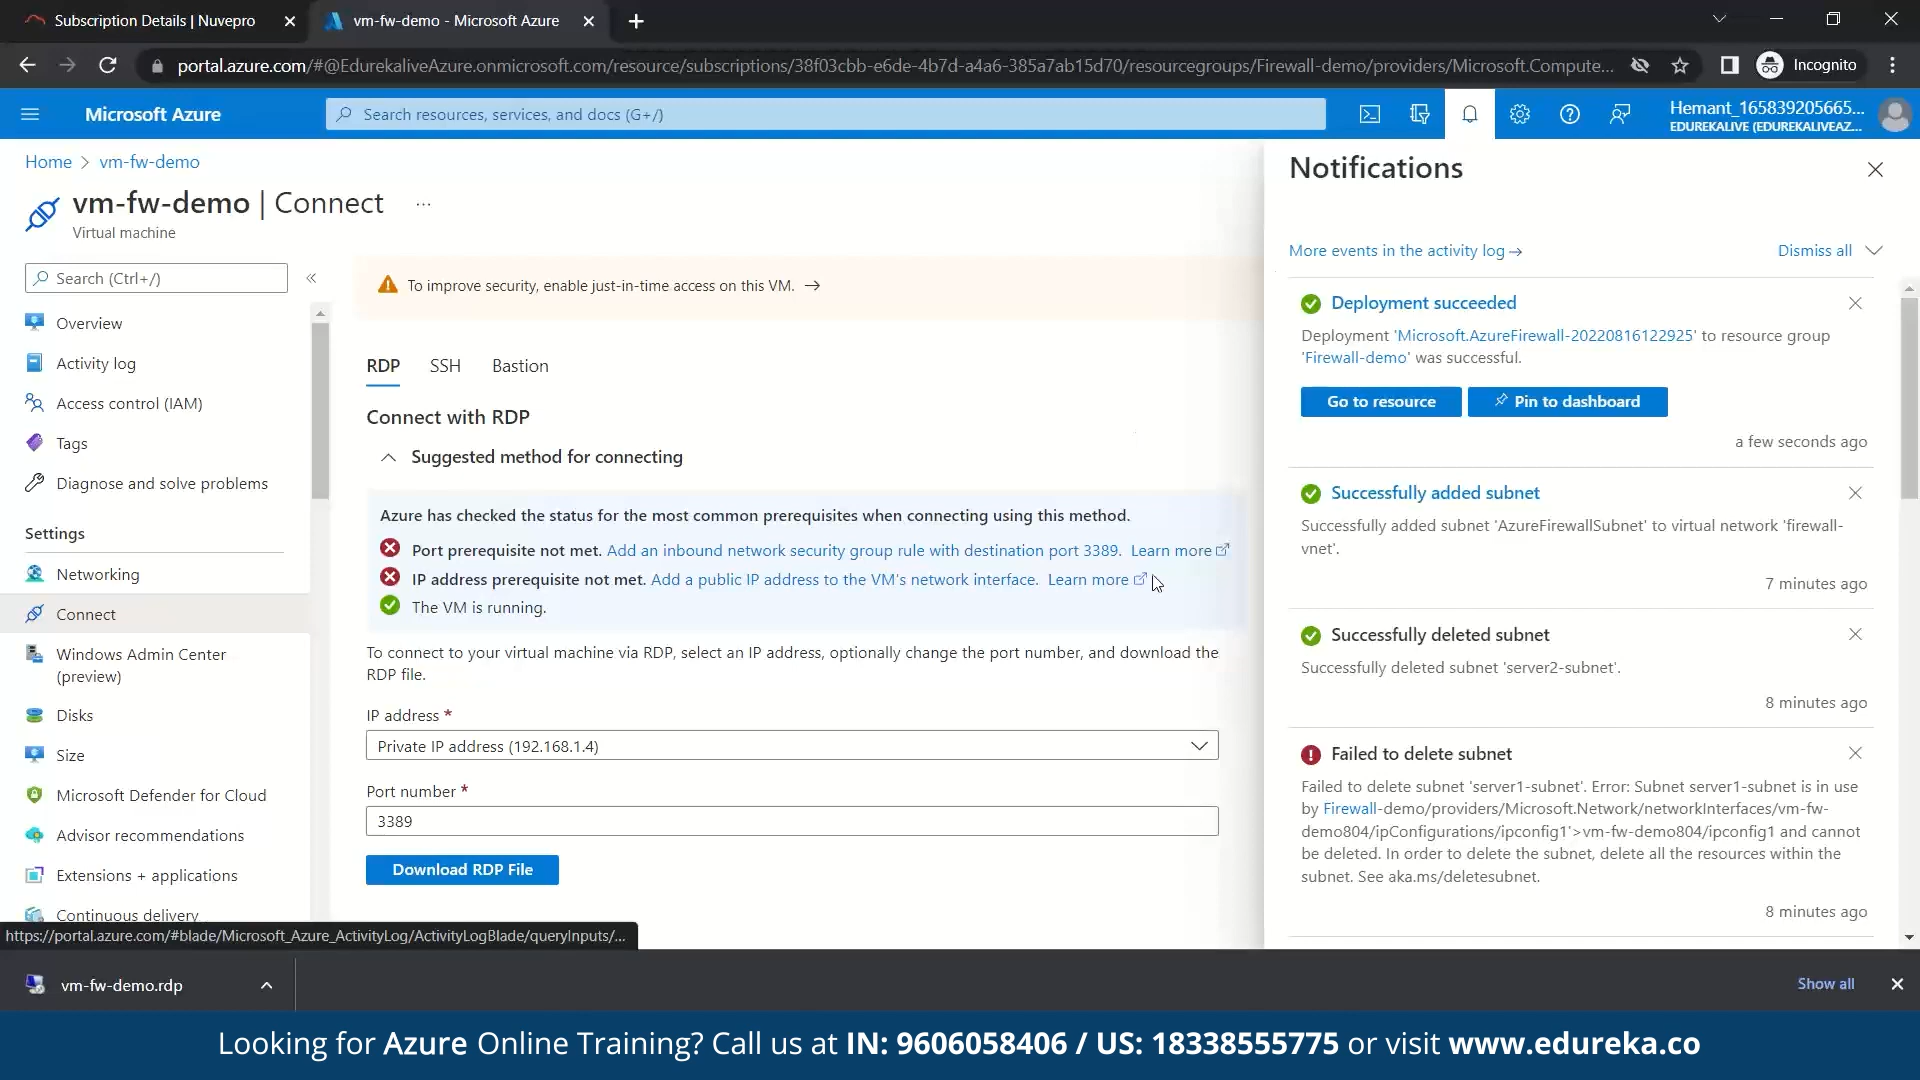 Subscription Details | Nuvepro
vm-fw-demo - Microsoft Azure
portal.azure.com/#@EdurekaliveAzure.onmicrosoft.com/resource/subscriptions/38f03cbb-e6de-4b7d-a4a6-385a7ab15d70/resourcegroups/Firewall-demo/providers/Microsoft.Compute...
Incognito
Microsoft Azure
Search resources, services, and docs (G+/)
Hemant_165839205665...
EDUREKALIVE (EDUREKALIVEAZ...
Home > vm-fw-demo
vm-fw-demo | Connect ...
Virtual machine
Search (Ctrl+/)
«
Overview
Activity log
Access control (IAM)
Tags
Diagnose and solve problems
Settings
Networking
Connect
Windows Admin Center
(preview)
Disks
Size
Microsoft Defender for Cloud
Advisor recommendations
Extensions + applications
Continuous delivery
https://portal.azure.com/#blade/Microsoft_Azure_ActivityLog/ActivityLogBlade/queryInputs/...
To improve security, enable just-in-time access on this VM. →
RDP SSH Bastion
Connect with RDP
Suggested method for connecting
Azure has checked the status for the most common prerequisites when connecting using this method.
Port prerequisite not met. Add an inbound network security group rule with destination port 3389. Learn more
IP address prerequisite not met. Add a public IP address to the VM's network interface. Learn more
The VM is running.
To connect to your virtual machine via RDP, select an IP address, optionally change the port number, and download the
RDP file.
IP address *
Private IP address (192.168.1.4)
Port number *
3389
Download RDP File
Notifications
More events in the activity log →
Dismiss all
Deployment succeeded
Deployment 'Microsoft.AzureFirewall-20220816122925' to resource group
'Firewall-demo' was successful.
Go to resource
Pin to dashboard
a few seconds ago
Successfully added subnet
Successfully added subnet 'AzureFirewallSubnet' to virtual network 'firewall-
vnet'.
7 minutes ago
Successfully deleted subnet
Successfully deleted subnet 'server2-subnet'.
8 minutes ago
Failed to delete subnet
Failed to delete subnet 'server1-subnet'. Error: Subnet server1-subnet is in use
by Firewall-demo/providers/Microsoft.Network/networkInterfaces/vm-fw-
demo804/ipConfigurations/ipconfig1'>vm-fw-demo804/ipconfig1 and cannot
be deleted. In order to delete the subnet, delete all the resources within the
subnet. See aka.ms/deletesubnet.
8 minutes ago
vm-fw-demo.rdp
Show all
Looking for Azure Online Training? Call us at IN: 9606058406 / US: 18338555775 or visit www.edureka.co